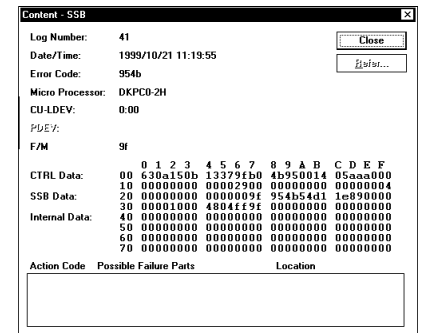 Content - SSB
Log Number: 41
Close
Date/Time: 1999/10/21 11:19:55
Refer...
Error Code: 954b
Micro Processor: DKPC0-2H
CU-LDEV: 0:00
PDEV:
F/M 9f
0 1 2 3 4 5 6 7 8 9 A B C D E F
CTRL Data: 00 630a150b 13379fb0 4b950014 05aaa000
10 00000000 00002900 00000000 00000004
SSB Data: 20 00000000 0000009f 954b54d1 1e890000
30 00001000 4804ff9f 00000000 00000000
Internal Data: 40 00000000 00000000 00000000 00000000
50 00000000 00000000 00000000 00000000
60 00000000 00000000 00000000 00000000
70 00000000 00000000 00000000 00000000
Action Code Possible Failure Parts Location